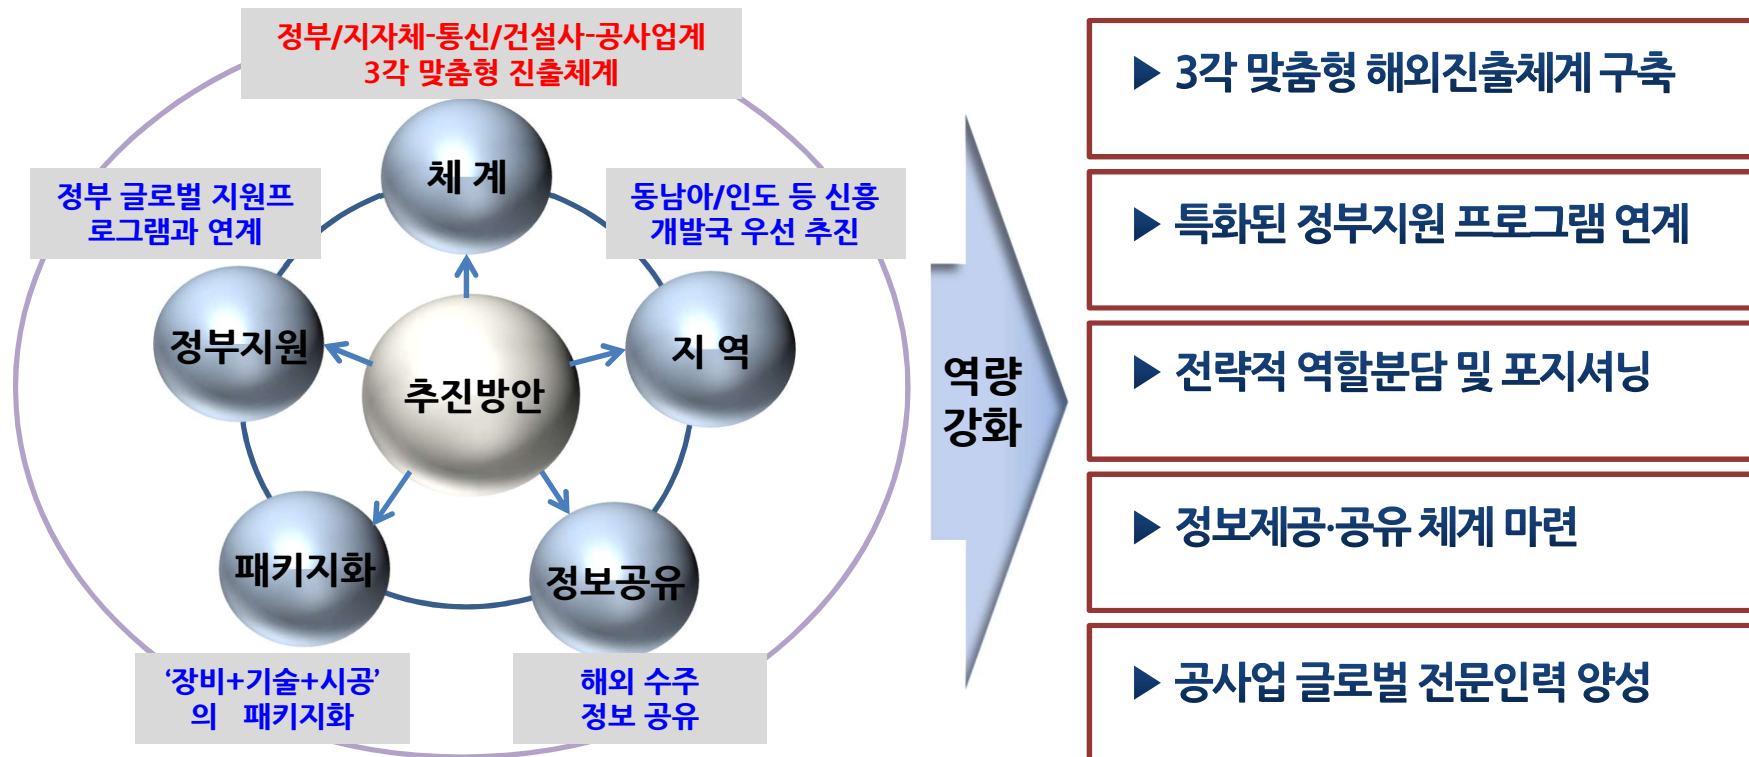 정부/지자체-통신/건설사-공사업계
3각 맞춤형 진출체계
체 계
정부 글로벌 지원프
로그램과 연계
동남아/인도 등 신흥
개발국 우선 추진
정부지원
지 역
추진방안
패키지화
정보공유
‘장비+기술+시공’
의 패키지화
해외 수주
정보 공유
역량
강화
▶ 3각 맞춤형 해외진출체계 구축
▶ 특화된 정부지원 프로그램 연계
▶ 전략적 역할분담 및 포지셔닝
▶ 정보제공·공유 체계 마련
▶ 공사업 글로벌 전문인력 양성